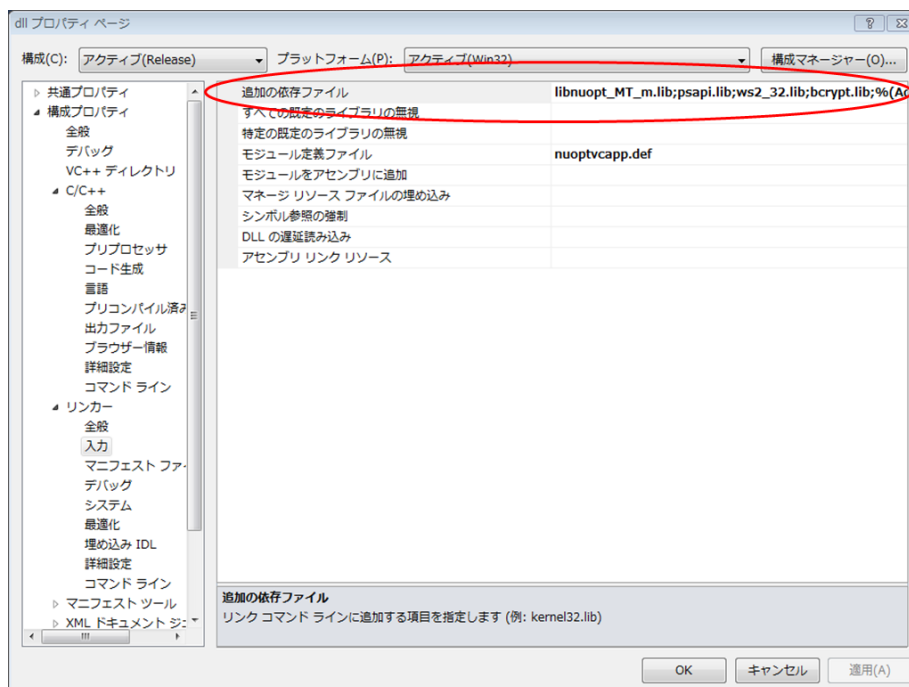 dll プロパティ ページ
構成(C): アクティブ(Release) プラットフォーム(P): アクティブ(Win32) 構成マネージャー(O)...
共通プロパティ
構成プロパティ
全般
デバッグ
VC++ ディレクトリ
C/C++
全般
最適化
プリプロセッサ
コード生成
言語
プリコンパイル済み
出力ファイル
ブラウザー情報
詳細設定
コマンド ライン
リンカー
全般
入力
マニフェスト ファ
デバッグ
システム
最適化
埋め込み IDL
詳細設定
コマンド ライン
マニフェスト ツール
XML ドキュメント ジ
追加の依存ファイル libnuopt_MT_m.lib;psapi.lib;ws2_32.lib;bcrypt.lib;%(Ad
すべての既定のライブラリの無視
特定の既定のライブラリの無視
モジュール定義ファイル nuoptvcapp.def
モジュールをアセンブリに追加
マネージ リソース ファイルの埋め込み
シンボル参照の強制
DLL の遅延読み込み
アセンブリ リンク リソース
追加の依存ファイル
リンク コマンド ラインに追加する項目を指定します (例: kernel32.lib)
OK キャンセル 適用(A)